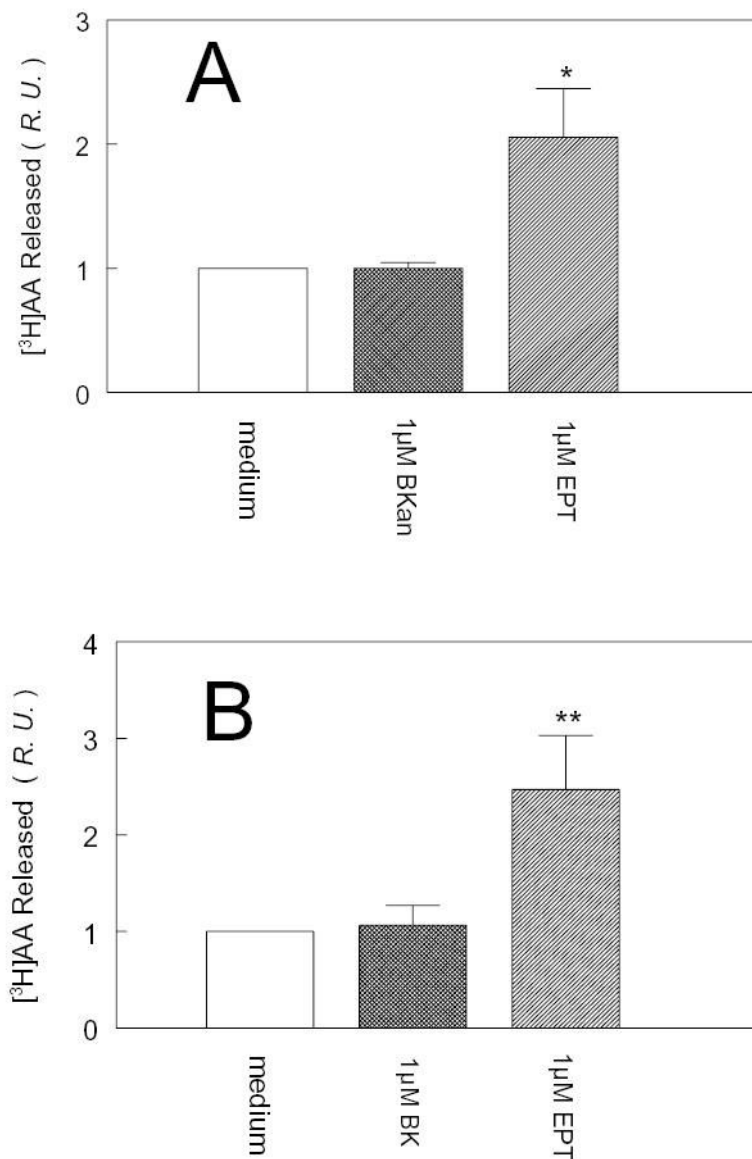 A
[³H]AA Released ( R. U. )
3
2
1
0
*
medium
1µM BKan
1µM EPT
B
[³H]AA Released ( R. U. )
4
3
2
1
0
**
medium
1µM BK
1µM EPT